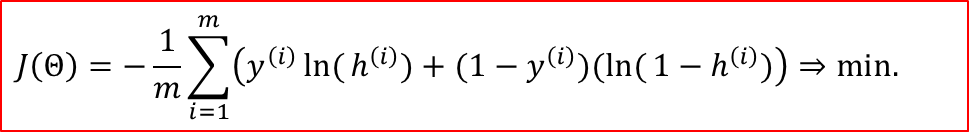 J(Θ) = − 1/m ∑_{i=1}^{m} (y^{(i)} ln( h^{(i)}) + (1 − y^{(i)})(ln( 1 − h^{(i)})) ⇒ min.